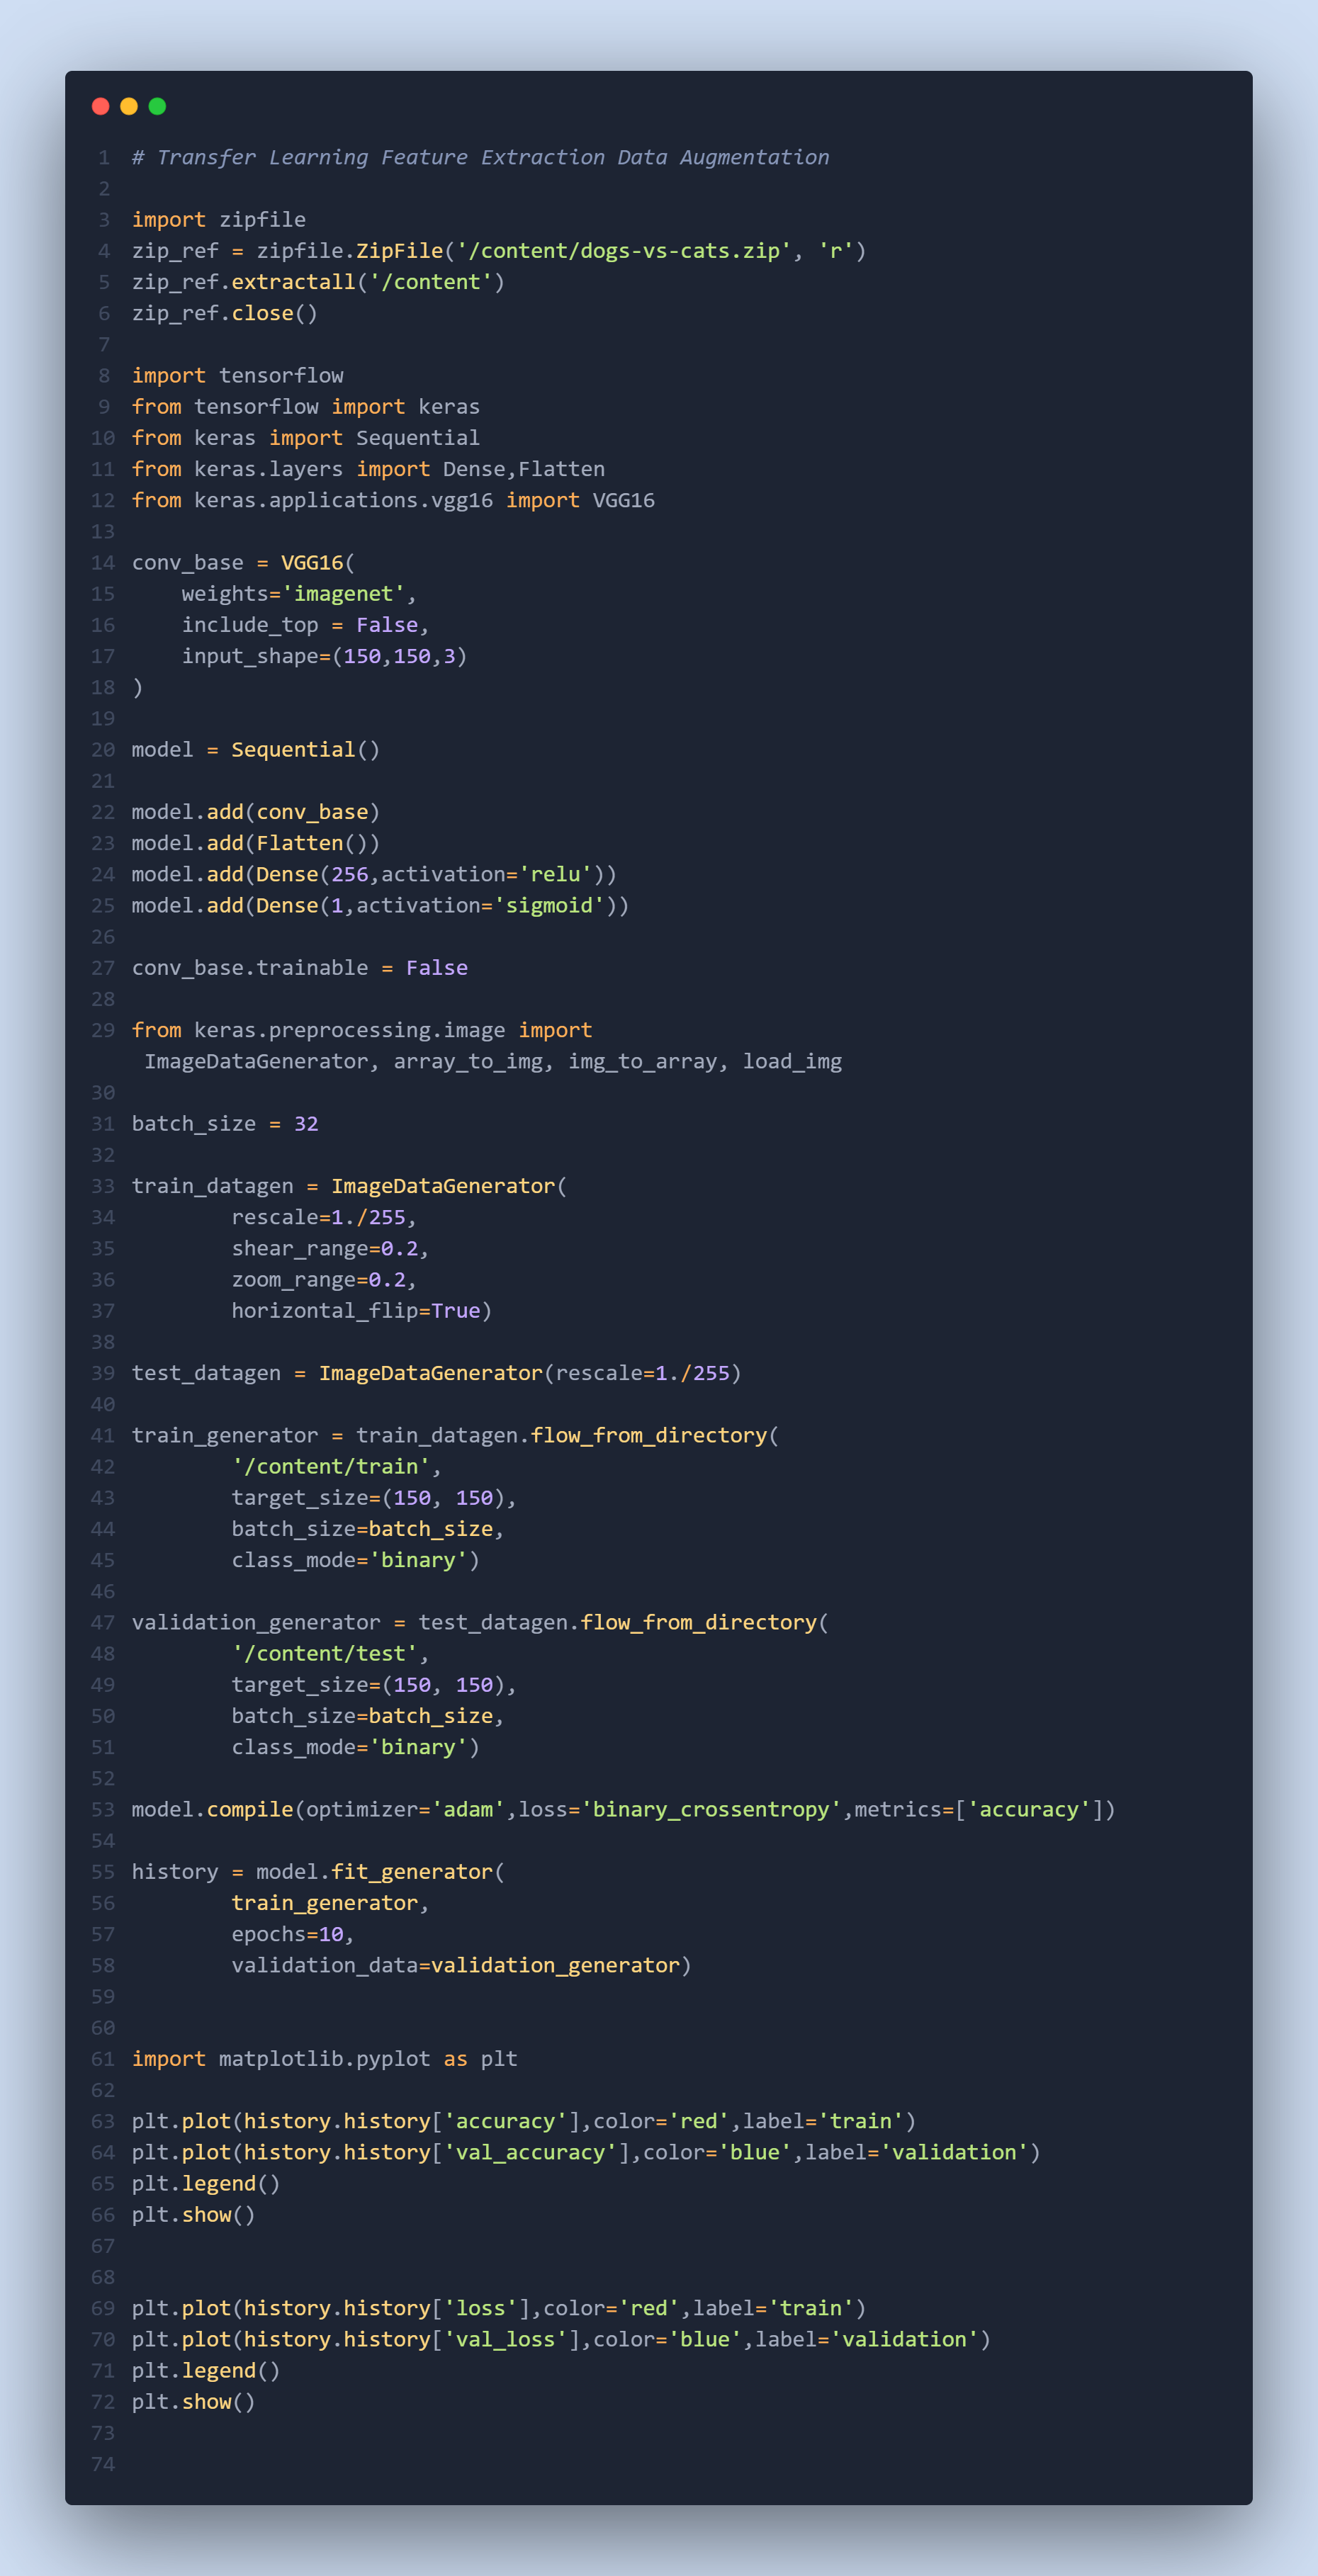 1 # Transfer Learning Feature Extraction Data Augmentation
2
3 import zipfile
4 zip_ref = zipfile.ZipFile('/content/dogs-vs-cats.zip', 'r')
5 zip_ref.extractall('/content')
6 zip_ref.close()
7
8 import tensorflow
9 from tensorflow import keras
10 from keras import Sequential
11 from keras.layers import Dense,Flatten
12 from keras.applications.vgg16 import VGG16
13
14 conv_base = VGG16(
15     weights='imagenet',
16     include_top = False,
17     input_shape=(150,150,3)
18 )
19
20 model = Sequential()
21
22 model.add(conv_base)
23 model.add(Flatten())
24 model.add(Dense(256,activation='relu'))
25 model.add(Dense(1,activation='sigmoid'))
26
27 conv_base.trainable = False
28
29 from keras.preprocessing.image import
 ImageDataGenerator, array_to_img, img_to_array, load_img
30
31 batch_size = 32
32
33 train_datagen = ImageDataGenerator(
34         rescale=1./255,
35         shear_range=0.2,
36         zoom_range=0.2,
37         horizontal_flip=True)
38
39 test_datagen = ImageDataGenerator(rescale=1./255)
40
41 train_generator = train_datagen.flow_from_directory(
42         '/content/train',
43         target_size=(150, 150),
44         batch_size=batch_size,
45         class_mode='binary')
46
47 validation_generator = test_datagen.flow_from_directory(
48         '/content/test',
49         target_size=(150, 150),
50         batch_size=batch_size,
51         class_mode='binary')
52
53 model.compile(optimizer='adam',loss='binary_crossentropy',metrics=['accuracy'])
54
55 history = model.fit_generator(
56         train_generator,
57         epochs=10,
58         validation_data=validation_generator)
59
60
61 import matplotlib.pyplot as plt
62
63 plt.plot(history.history['accuracy'],color='red',label='train')
64 plt.plot(history.history['val_accuracy'],color='blue',label='validation')
65 plt.legend()
66 plt.show()
67
68
69 plt.plot(history.history['loss'],color='red',label='train')
70 plt.plot(history.history['val_loss'],color='blue',label='validation')
71 plt.legend()
72 plt.show()
73
74